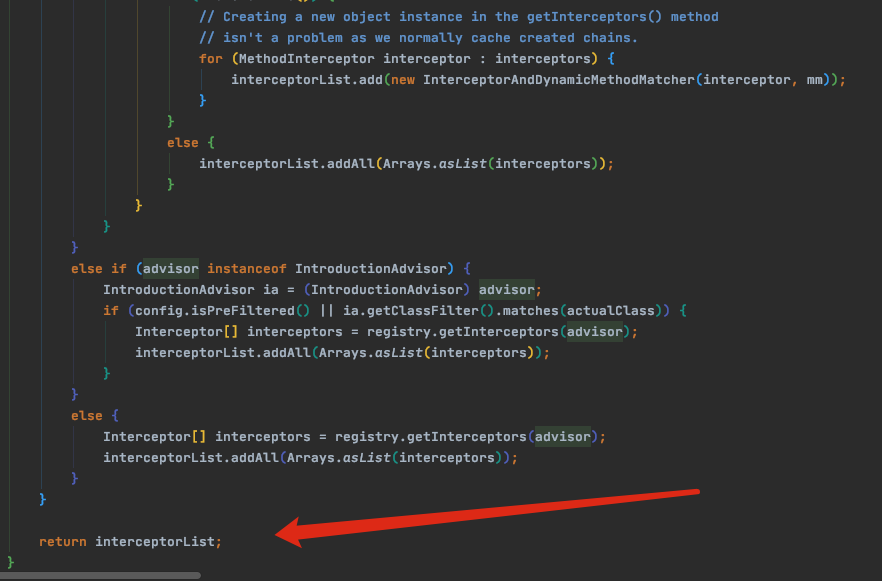 // Creating a new object instance in the getInterceptors() method
// isn't a problem as we normally cache created chains.
for (MethodInterceptor interceptor : interceptors) {
interceptorList.add(new InterceptorAndDynamicMethodMatcher(interceptor, mm));
}
}
else {
interceptorList.addAll(Arrays.asList(interceptors));
}
}
}
}
else if (advisor instanceof IntroductionAdvisor) {
IntroductionAdvisor ia = (IntroductionAdvisor) advisor;
if (config.isPreFiltered() || ia.getClassFilter().matches(actualClass)) {
Interceptor[] interceptors = registry.getInterceptors(advisor);
interceptorList.addAll(Arrays.asList(interceptors));
}
}
else {
Interceptor[] interceptors = registry.getInterceptors(advisor);
interceptorList.addAll(Arrays.asList(interceptors));
}
}
return interceptorList;
}